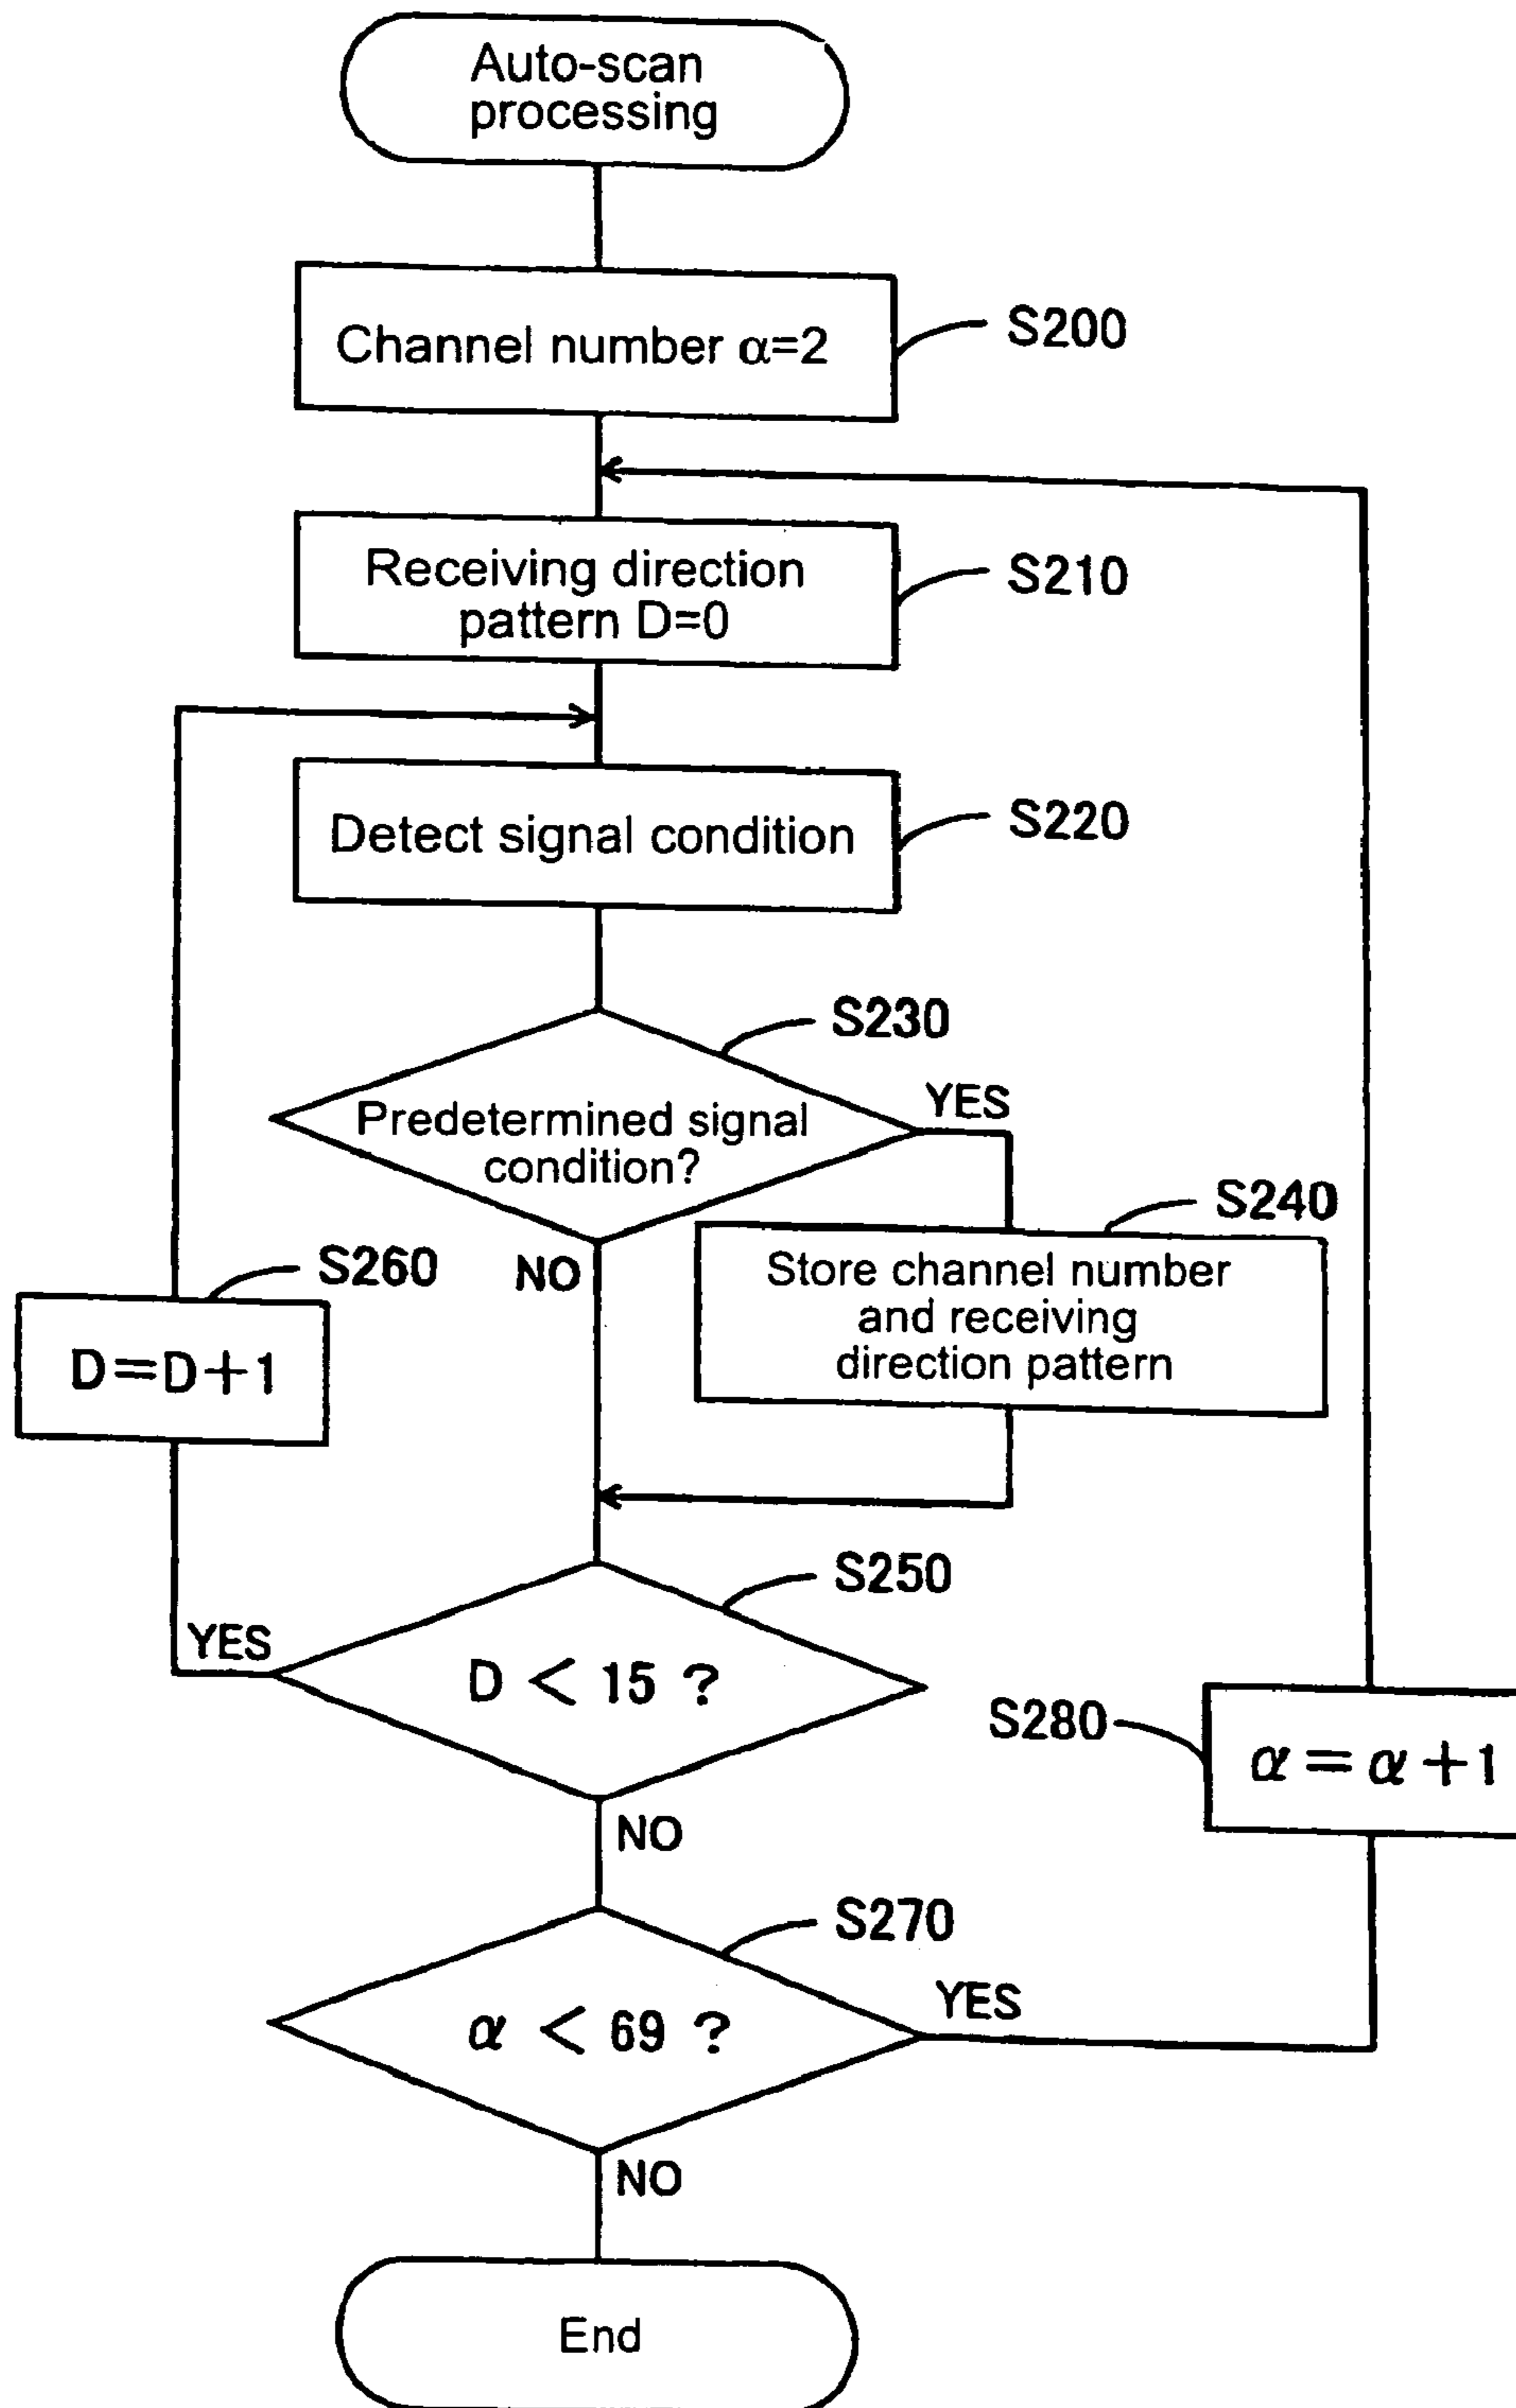 Auto-scan
processing
Channel number α=2
S200
Receiving direction
pattern D=0
S210
Detect signal condition
S220
S230
Predetermined signal
condition?
YES
NO
S240
Store channel number
and receiving
direction pattern
S260
D=D+1
S250
D < 15 ?
YES
NO
S280
α = α +1
S270
α < 69 ?
YES
NO
End